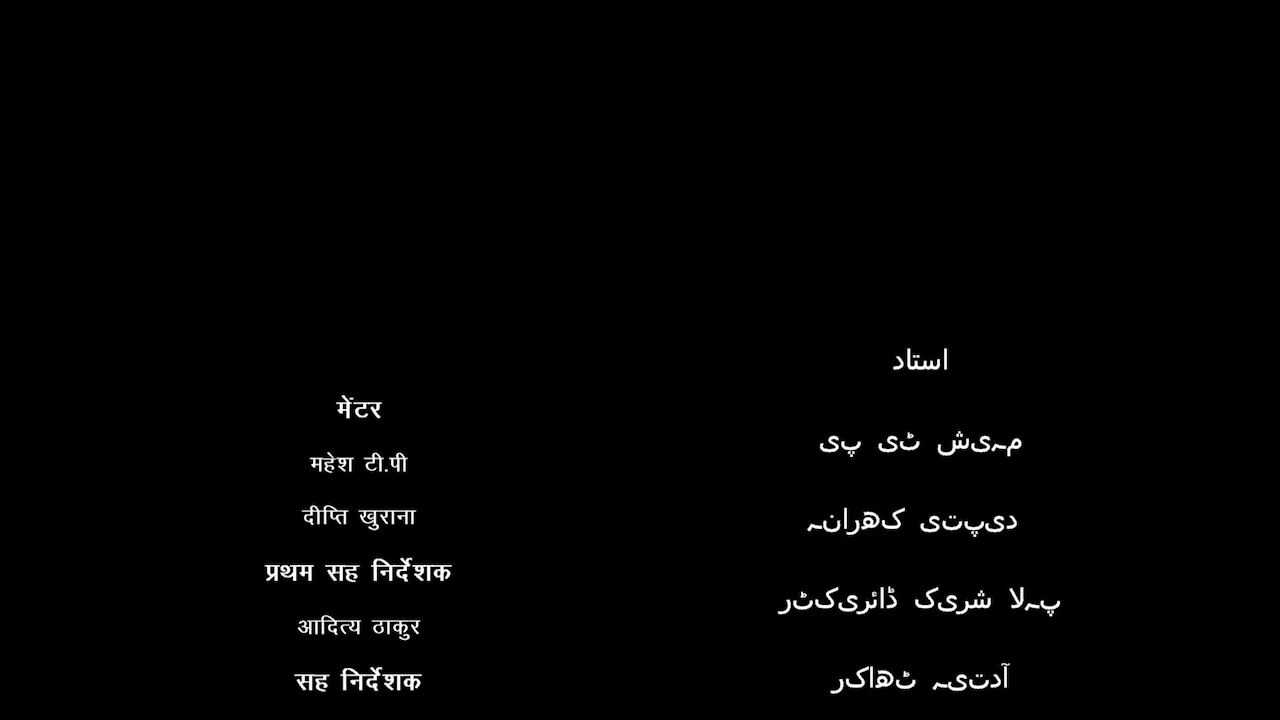 मेंटर
महेश टी.पी
दीप्ति खुराना
प्रथम सह निर्देशक
आदित्य ठाकुर
सह निर्देशक
استاد
مہیش ٹی پی
دیپتی کھرانہ
پہلا شریک ڈائریکٹر
آدتیہ ٹھاکر